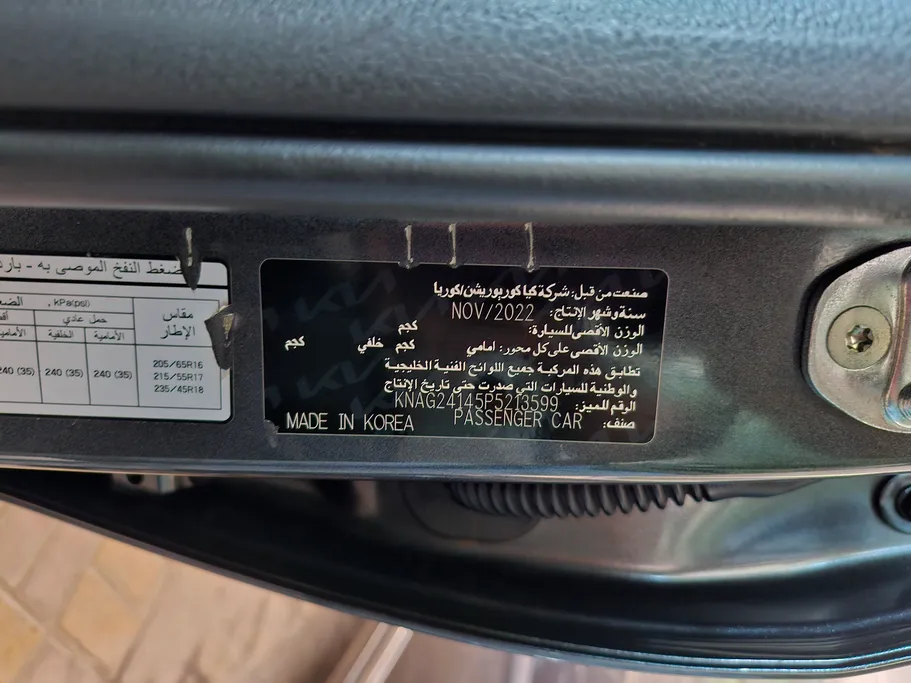 ضغط النفخ الموصى به - بارد
kPa(psi) ,الضغ
مقاس الإطار
حمل عادي
الأمامية
الخلفية
الأمامية
205/65R16
215/55R17
235/45R18
240 (35)
240 (35)
240 (35)
صنعت من قبل: شركة كيا كوربوريشن/كوريا
سنة وشهر الإنتاج: NOV/2022
الوزن الأقصى للسيارة: كجم
الوزن الأقصى على كل محور: امامي كجم خلفي كجم
تطابق هذه المركبة جميع اللوائح الفنية الخليجية
والوطنية للسيارات التي صدرت حتى تاريخ الإنتاج
الرقم المميز: KNAG24145P5213599
صنف: PASSENGER CAR MADE IN KOREA